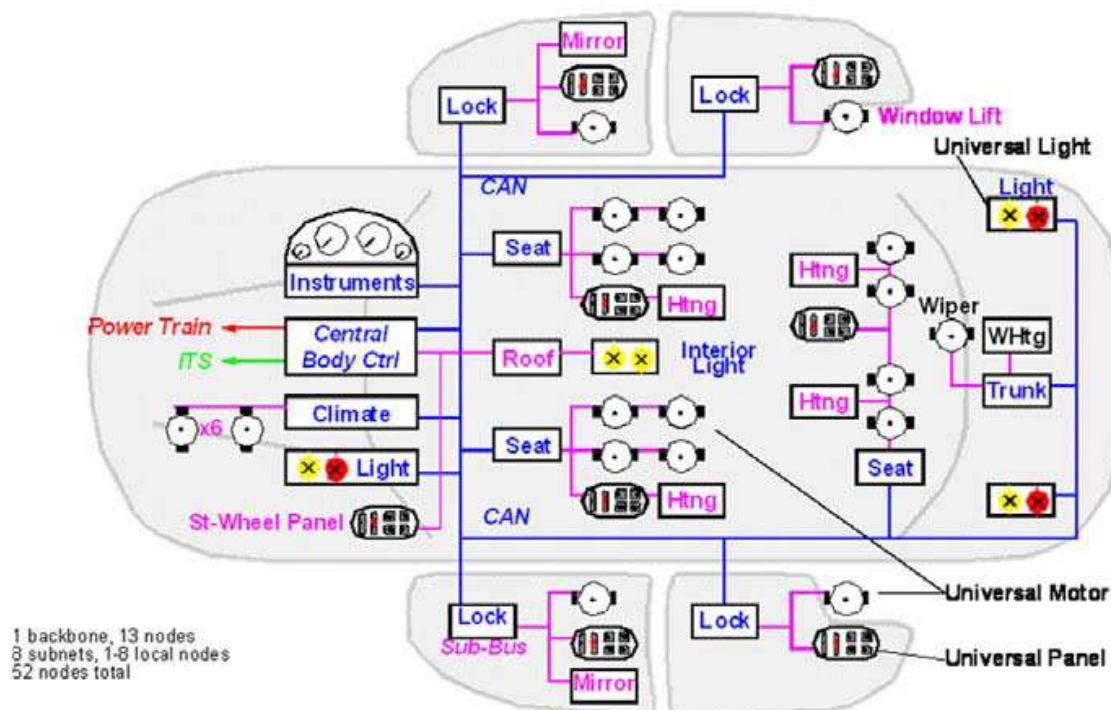 Mirror
Lock
Lock
Window Lift
Universal Light
CAN
Light
Seat
Instruments
Htng
Htng
Wiper
Power Train
Central
Body Ctrl
ITS
Roof
Interior
Light
WHtg
Trunk
Climate
x6
Htng
Seat
Light
Seat
Htng
St-Wheel Panel
CAN
Universal Motor
Lock
Lock
Sub-Bus
Universal Panel
Mirror
1 backbone, 13 nodes
8 subnets, 1-8 local nodes
52 nodes total